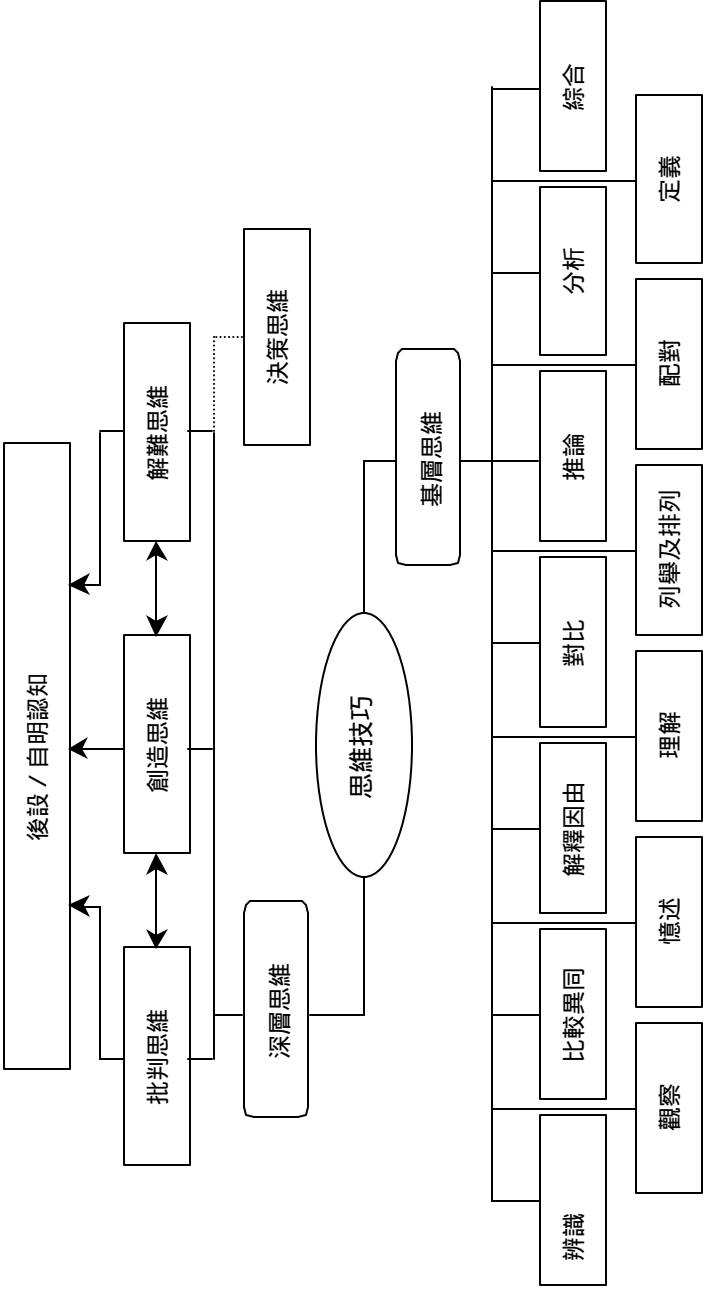 後設／自明認知
批判思維
創造思維
解難思維
深層思維
決策思維
思維技巧
基層思維
辨識
比較異同
解釋因由
對比
推論
分析
綜合
觀察
憶述
理解
列舉及排列
配對
定義